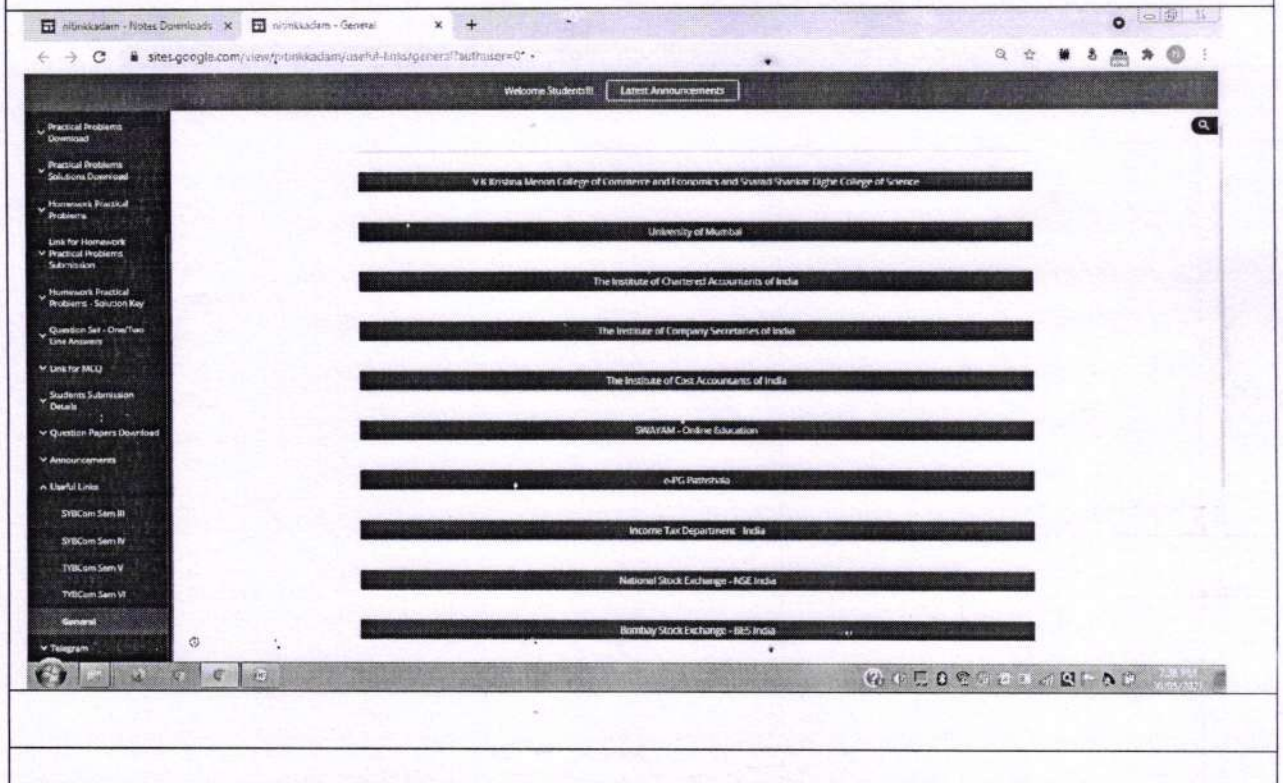 nitinkkadam - Notes Downloads
nitinkkadam - General
sites.google.com/view/nitinkkadam/useful-links/general?authuser=0
Welcome Students!!!
Latest Announcements
Practical Problems
Download
Practical Problems
Solutions Download
Homework Practical
Problems
Link for Homework
Practical Problems
Submission
Homework Practical
Problems - Solution Key
Question Set - One/Two
Line Answers
Link for MCQ
Students Submission
Details
Question Papers Download
Announcements
Useful Links
SYBCom Sem III
SYBCom Sem IV
TYBCom Sem V
TYBCom Sem VI
General
Telegram
V K Krishna Menon College of Commerce and Economics and Sharad Shankar Dighe College of Science
University of Mumbai
The Institute of Chartered Accountants of India
The Institute of Company Secretaries of India
The Institute of Cost Accountants of India
SWAYAM - Online Education
e-PG Pathshala
Income Tax Department - India
National Stock Exchange - NSE India
Bombay Stock Exchange - BES India